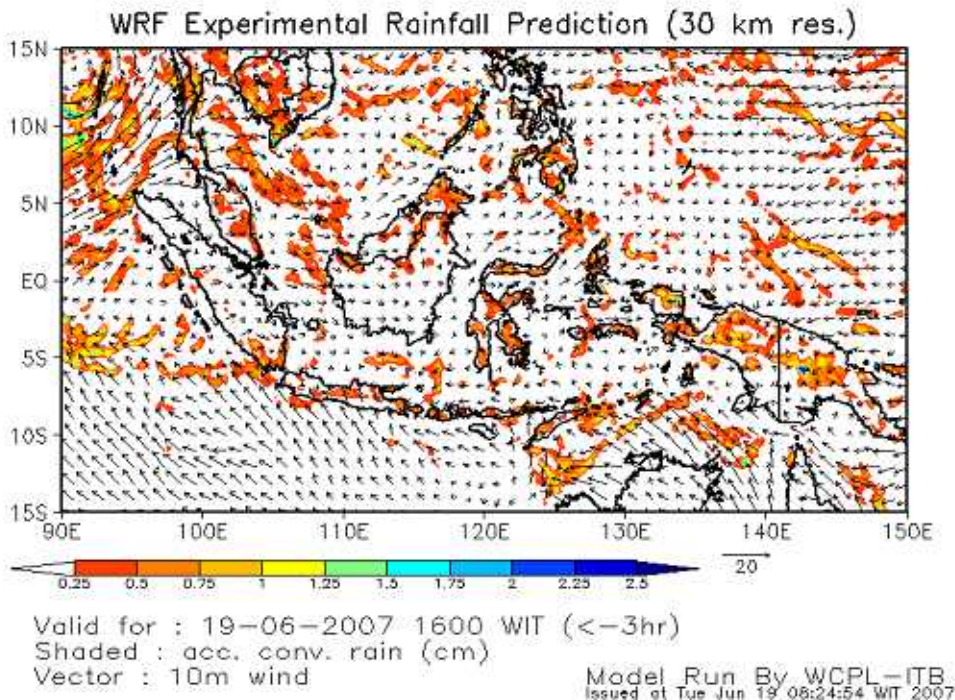 WRF Experimental Rainfall Prediction (30 km res.)
15N
10N
5N
EQ
5S
10S
15S
90E 100E 110E 120E 130E 140E 150E
0.25 0.5 0.75 1 1.25 1.5 1.75 2 2.25 2.5
20
Valid for : 19-06-2007 1600 WIT (<-3hr)
Shaded : acc. conv. rain (cm)
Vector : 10m wind
Model Run By WCPL-ITB
Issued at Tue Jun 19 08:24:54 WIT 2007